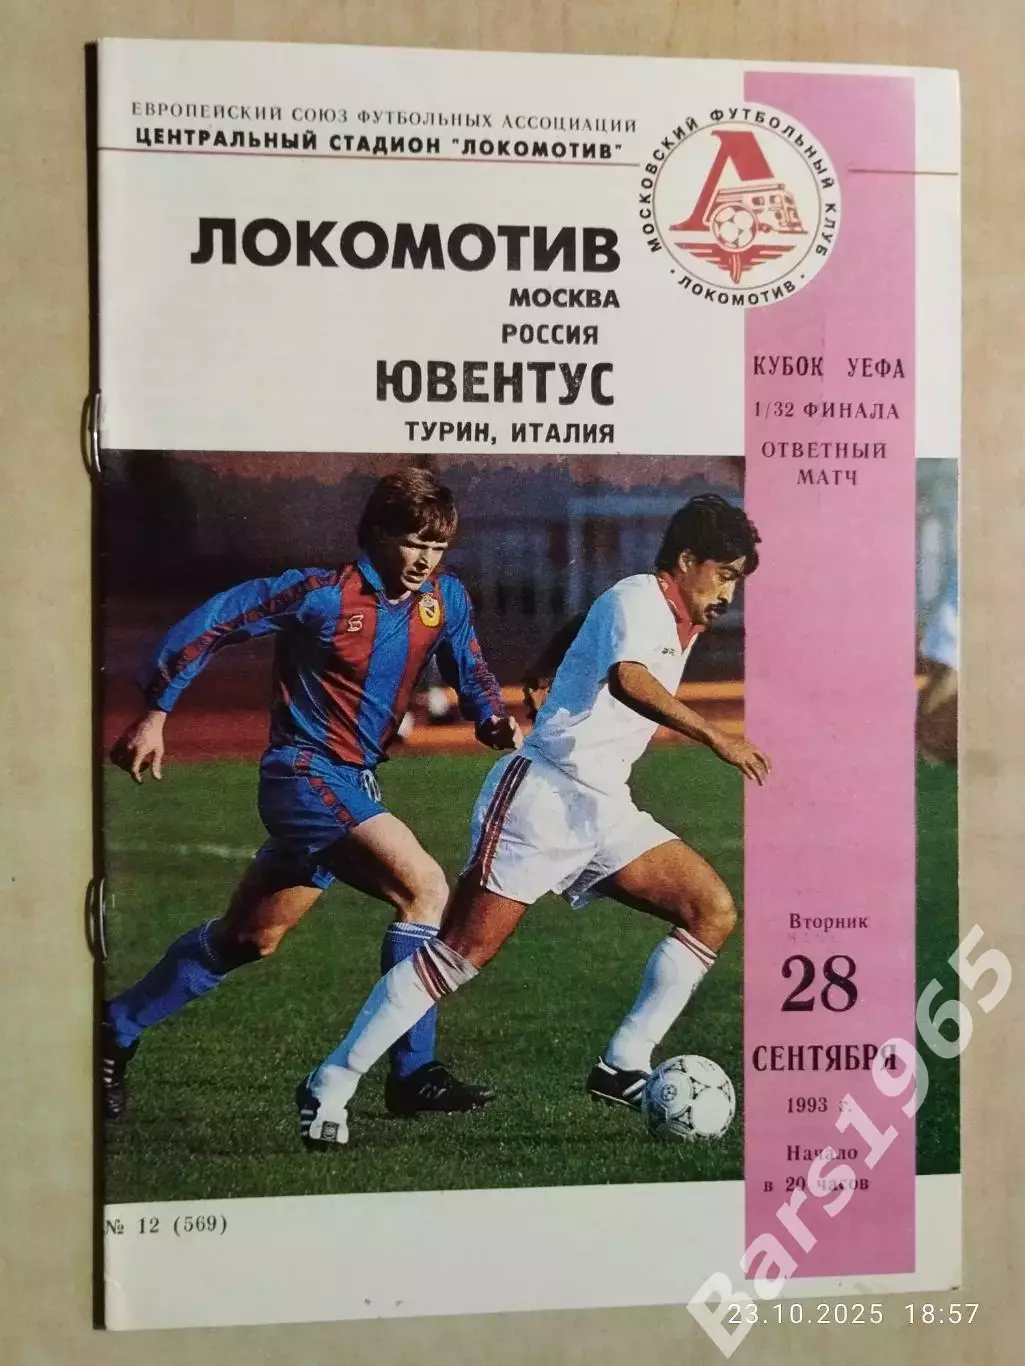 ЕВРОПЕЙСКИЙ СОЮЗ ФУТБОЛЬНЫХ АССОЦИАЦИЙ
ЦЕНТРАЛЬНЫЙ СТАДИОН "ЛОКОМОТИВ"
МОСКОВСКИЙ ФУТБОЛЬНЫЙ КЛУБ
• ЛОКОМОТИВ •
ЛОКОМОТИВ
МОСКВА
РОССИЯ
ЮВЕНТУС
ТУРИН, ИТАЛИЯ
КУБОК УЕФА
1/32 ФИНАЛА
ОТВЕТНЫЙ
МАТЧ
Вторник
28
СЕНТЯБРЯ
1993 г.
Начало
в 20 часов
№ 12 (569)
Bars1965
23.10.2025 18:57